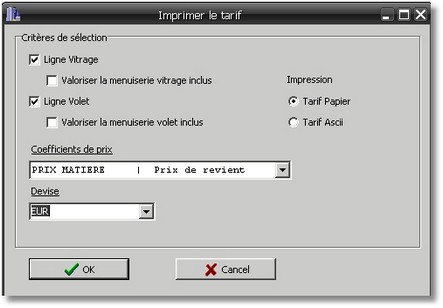 Imprimer le tarif
Critères de sélection
Ligne Vitrage
Valoriser la menuiserie vitrage inclus
Impression
Ligne Volet
Tarif Papier
Valoriser la menuiserie volet inclus
Tarif Ascii
Coefficients de prix
PRIX MATIERE | Prix de revient
Devise
EUR
OK
Cancel